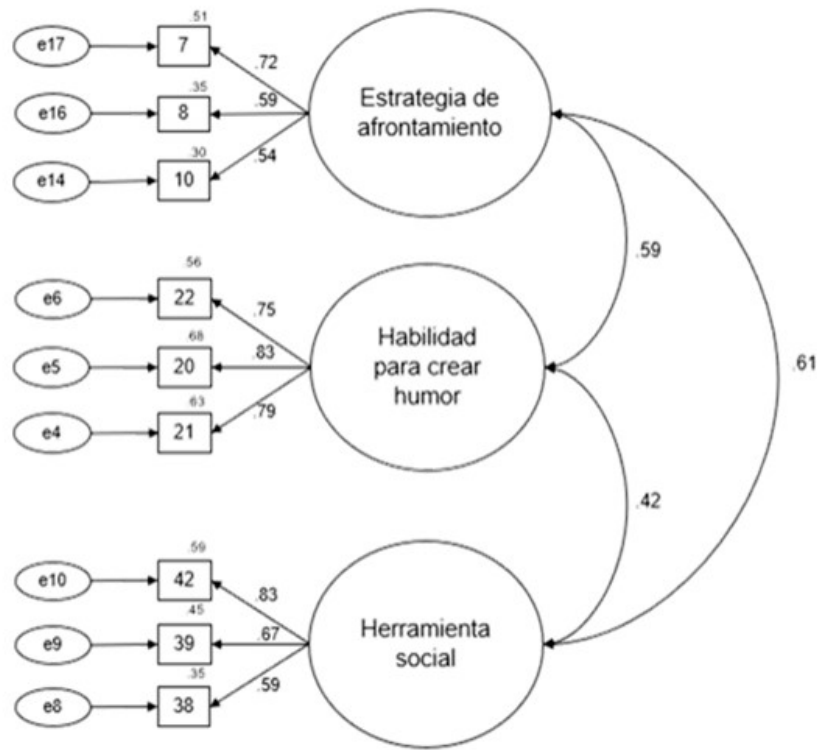 .51
e17 7 .72
Estrategia de
afrontamiento
.35
e16 8 .59
.30
e14 10 .54
.59
.56
e6 22 .75
Habilidad
para crear
humor
.68
e5 20 .83
.63
e4 21 .79
.61
.42
.59
e10 42 .83
Herramienta
social
.45
e9 39 .67
.35
e8 38 .59